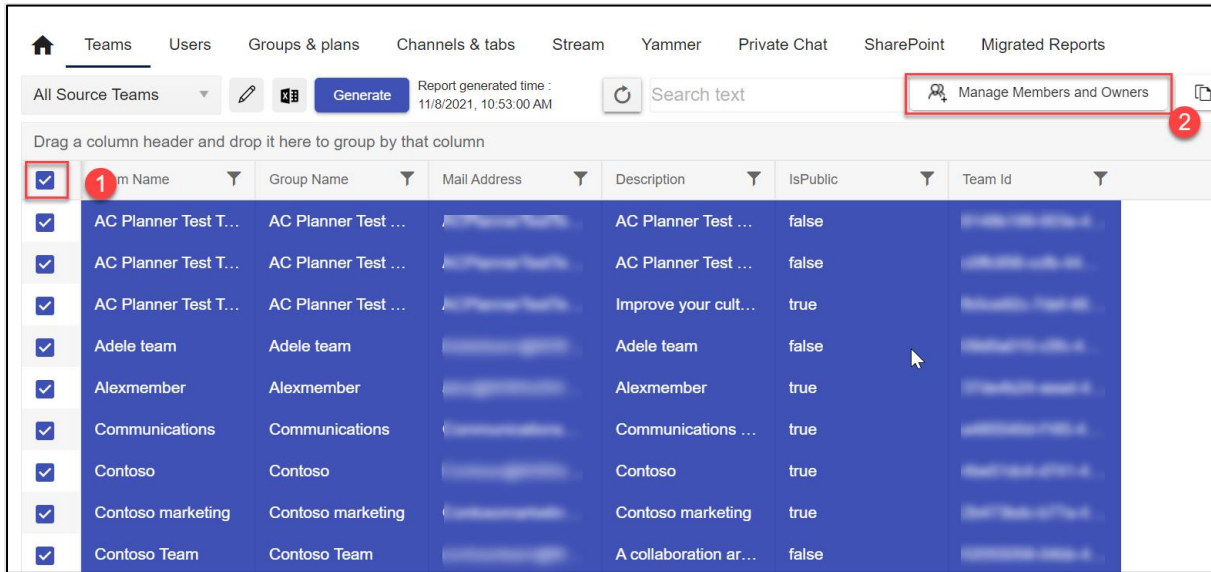 Teams Users Groups & plans Channels & tabs Stream Yammer Private Chat SharePoint Migrated Reports
All Source Teams Generate Report generated time : Search text Manage Members and Owners
11/8/2021, 10:53:00 AM
2
Drag a column header and drop it here to group by that column
1 m Name Group Name Mail Address Description IsPublic Team Id
AC Planner Test T... AC Planner Test ... AC Planner Test ... false
AC Planner Test T... AC Planner Test ... AC Planner Test ... false
AC Planner Test T... AC Planner Test ... Improve your cult... true
Adele team Adele team Adele team false
Alexmember Alexmember Alexmember true
Communications Communications Communications ... true
Contoso Contoso Contoso true
Contoso marketing Contoso marketing Contoso marketing true
Contoso Team Contoso Team A collaboration ar... false